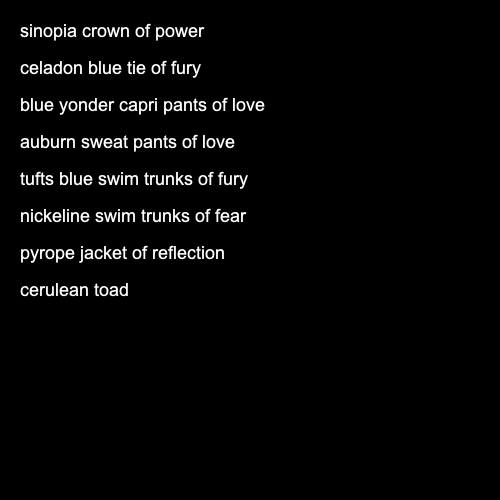 sinopia crown of power
celadon blue tie of fury
blue yonder capri pants of love
auburn sweat pants of love
tufts blue swim trunks of fury
nickeline swim trunks of fear
pyrope jacket of reflection
cerulean toad